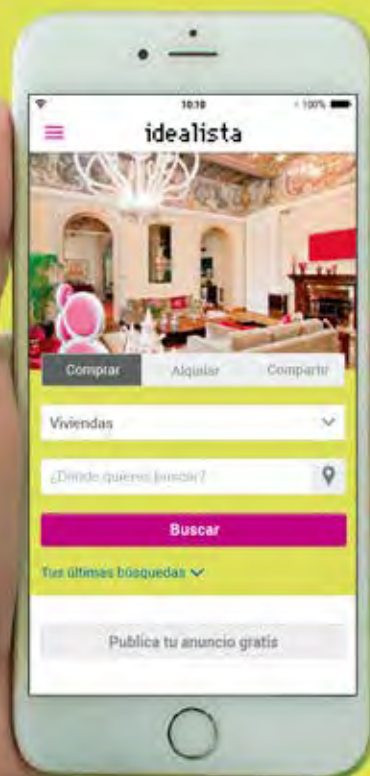 10:10
100%
idealista
Comprar
Alquilar
Compartir
Viviendas
¿Dónde quieres buscar?
Buscar
Tus últimas búsquedas
Publica tu anuncio gratis